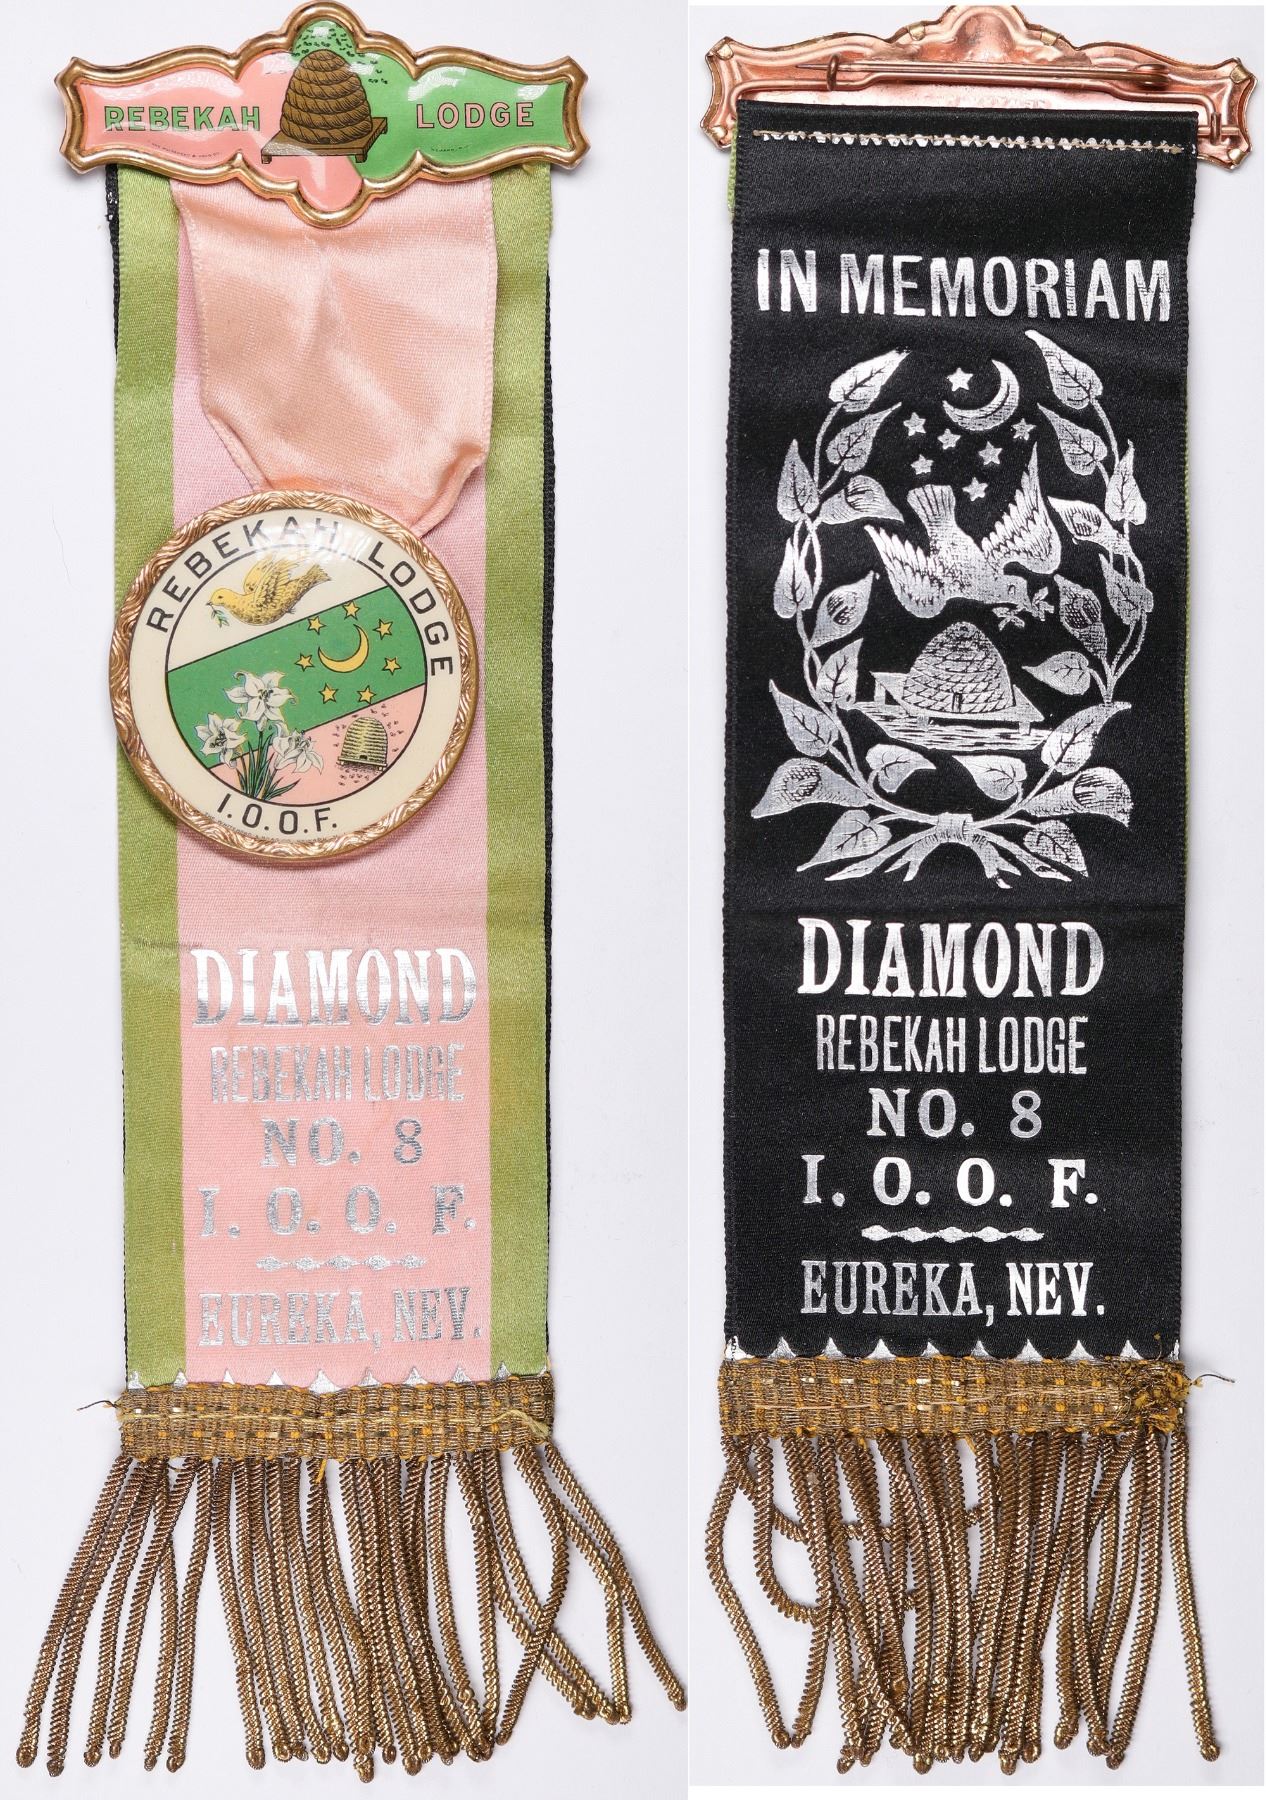 REBEKAH LODGE
REBEKAH LODGE
I.O.O.F.
DIAMOND
REBEKAH LODGE
NO. 8
I. O. O. F.
EUREKA, NEV.
IN MEMORIAM
DIAMOND
REBEKAH LODGE
NO. 8
I. O. O. F.
EUREKA, NEV.